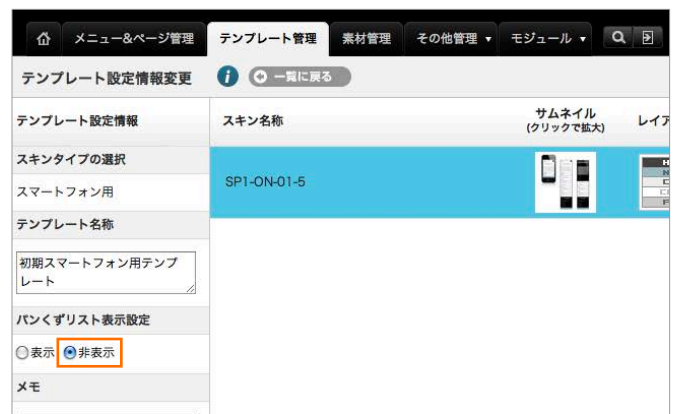 メニュー&ページ管理
テンプレート管理
素材管理
その他管理 ▼
モジュール ▼
テンプレート設定情報変更
i
一覧に戻る
テンプレート設定情報
スキン名称
サムネイル
(クリックで拡大)
レイア
スキンタイプの選択
スマートフォン用
SP1-ON-01-5
テンプレート名称
初期スマートフォン用テンプ
レート
パンくずリスト表示設定
表示 非表示
メモ